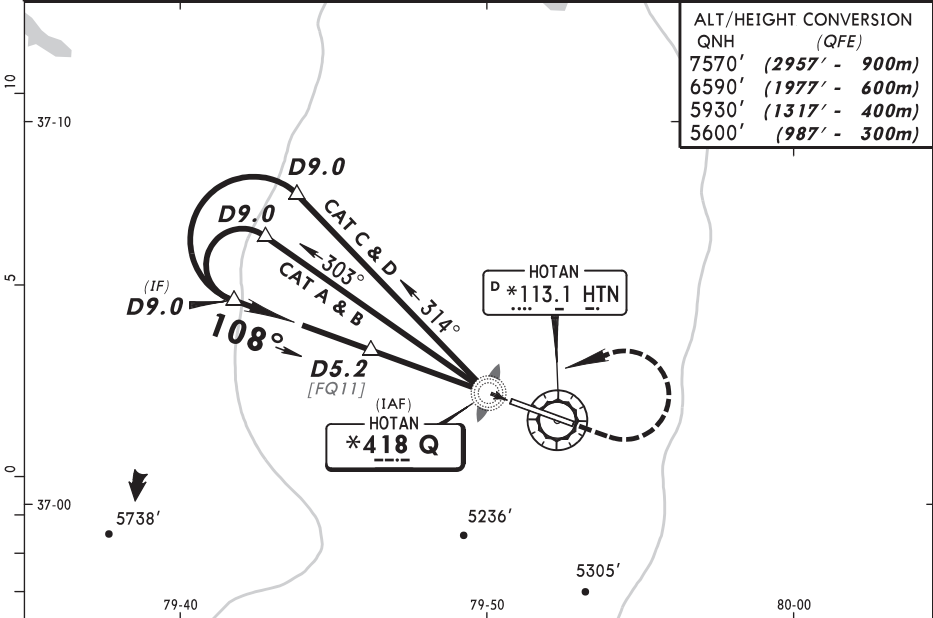 ALT/HEIGHT CONVERSION
QNH (QFE)
7570' (2957' - 900m)
6590' (1977' - 600m)
5930' (1317' - 400m)
5600' (987' - 300m)
10
37-10
D9.0
D9.0
CAT C & D
314°
303°
CAT A & B
5
(IF)
D9.0
108°
D5.2
[FQ11]
HOTAN
D *113.1 HTN
(IAF)
HOTAN
*418 Q
0
37-00
5738'
5236'
5305'
79-40
79-50
80-00